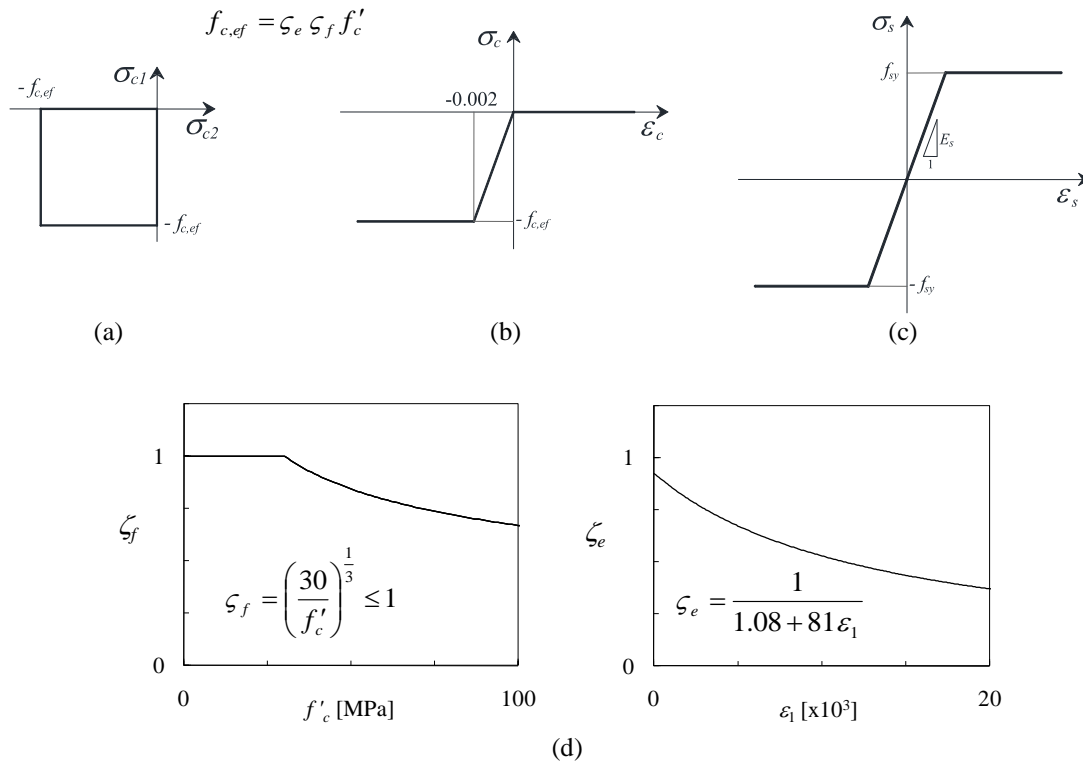 f_{c,ef} = ς_e ς_f f'_c
σ_{c1}
- f_{c,ef}
σ_{c2}
- f_{c,ef}
(a)
σ_c
-0.002
ε_c
- f_{c,ef}
(b)
σ_s
f_{sy}
E_s
1
ε_s
- f_{sy}
(c)
1
ζ_f
ς_f = (30/f'_c)^{1/3} ≤ 1
0
0
100
f'_c [MPa]
1
ζ_e
ς_e = 1/(1.08 + 81ε_1)
0
0
20
ε_1 [x10³]
(d)